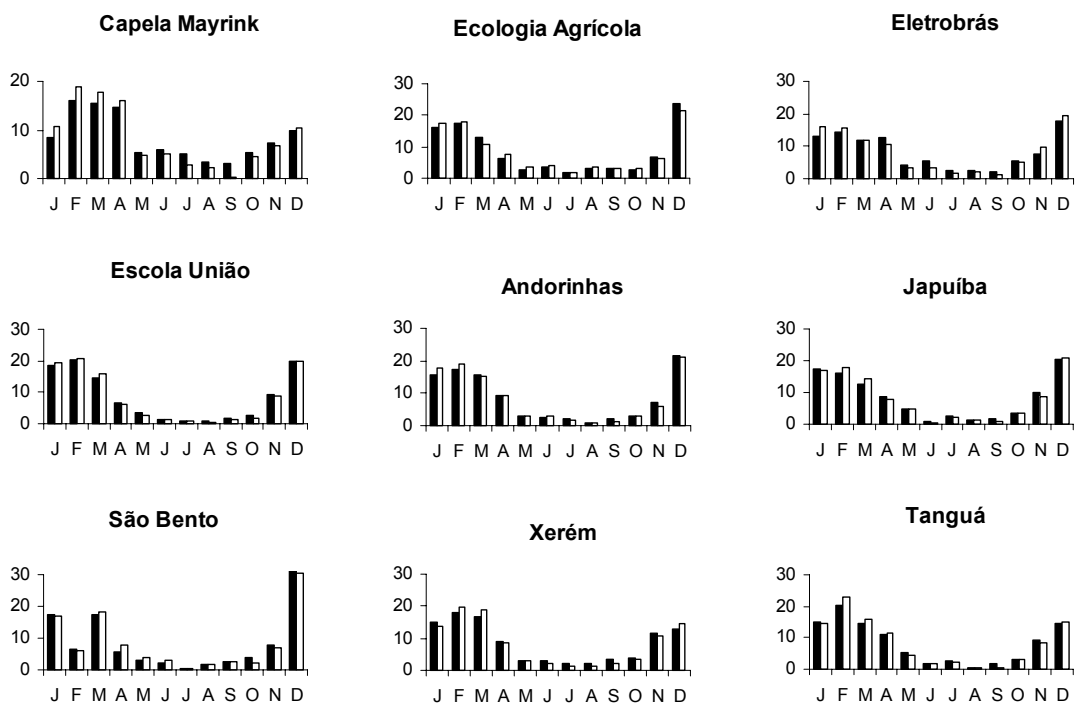 Capela Mayrink
20
10
0
J F M A M J J A S O N D
Ecologia Agrícola
30
20
10
0
J F M A M J J A S O N D
Eletrobrás
30
20
10
0
J F M A M J J A S O N D
Escola União
30
20
10
0
J F M A M J J A S O N D
Andorinhas
30
20
10
0
J F M A M J J A S O N D
Japuíba
30
20
10
0
J F M A M J J A S O N D
São Bento
30
20
10
0
J F M A M J J A S O N D
Xerém
30
20
10
0
J F M A M J J A S O N D
Tanguá
30
20
10
0
J F M A M J J A S O N D